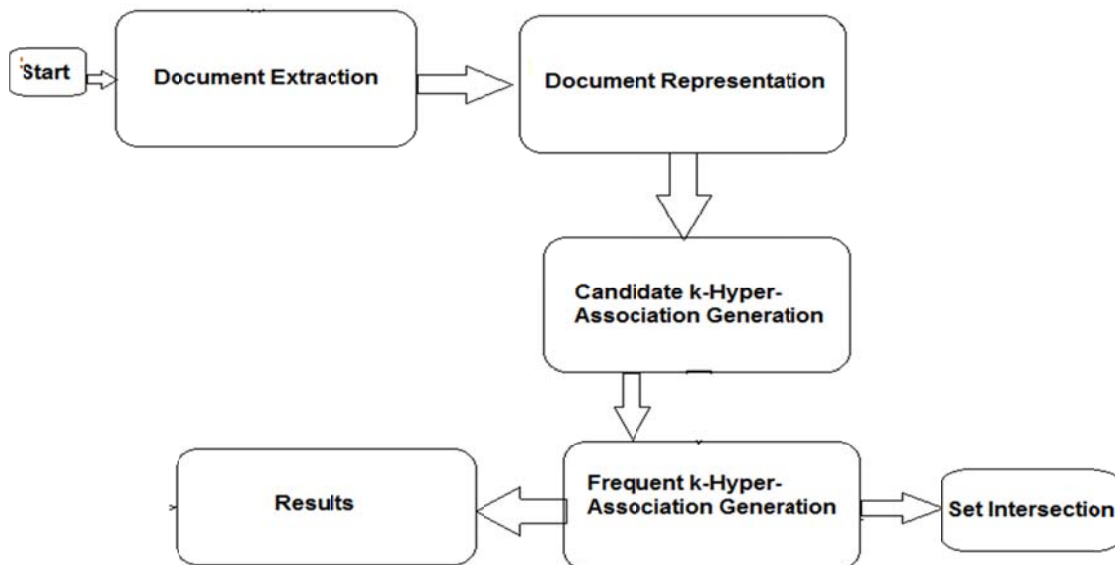 Start
Document Extraction
Document Representation
Candidate k-Hyper-
Association Generation
Results
Frequent k-Hyper-
Association Generation
Set Intersection